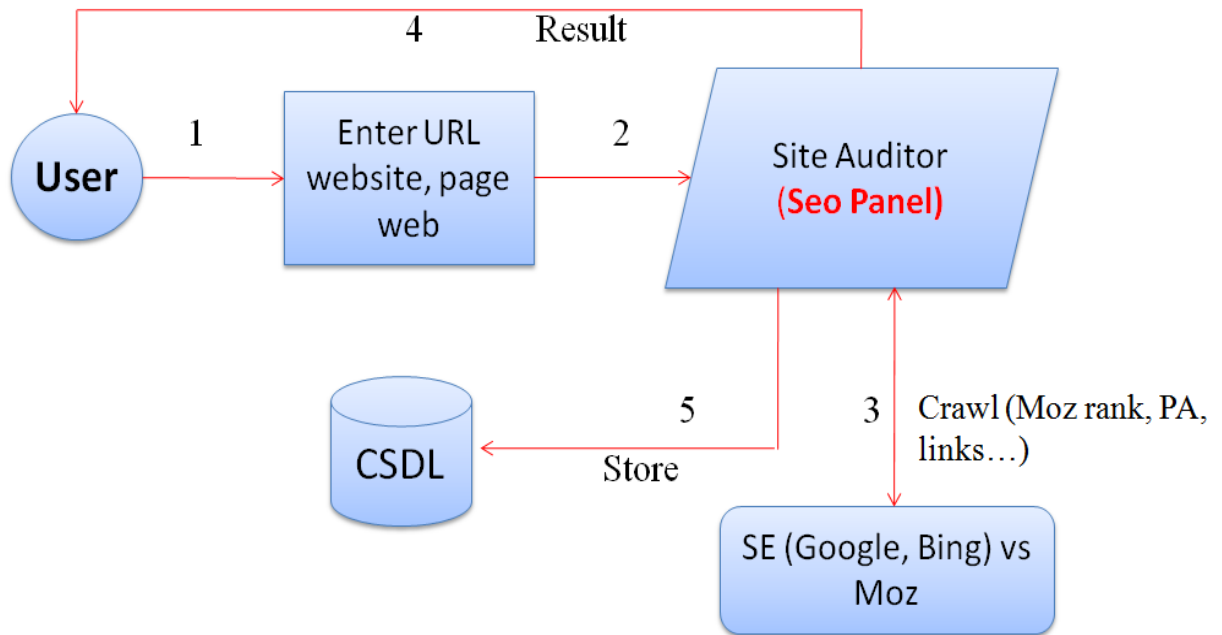 4 Result
User
1
Enter URL
website, page
web
2
Site Auditor
(Seo Panel)
CSDL
5
Store
3
Crawl (Moz rank, PA,
links…)
SE (Google, Bing) vs
Moz